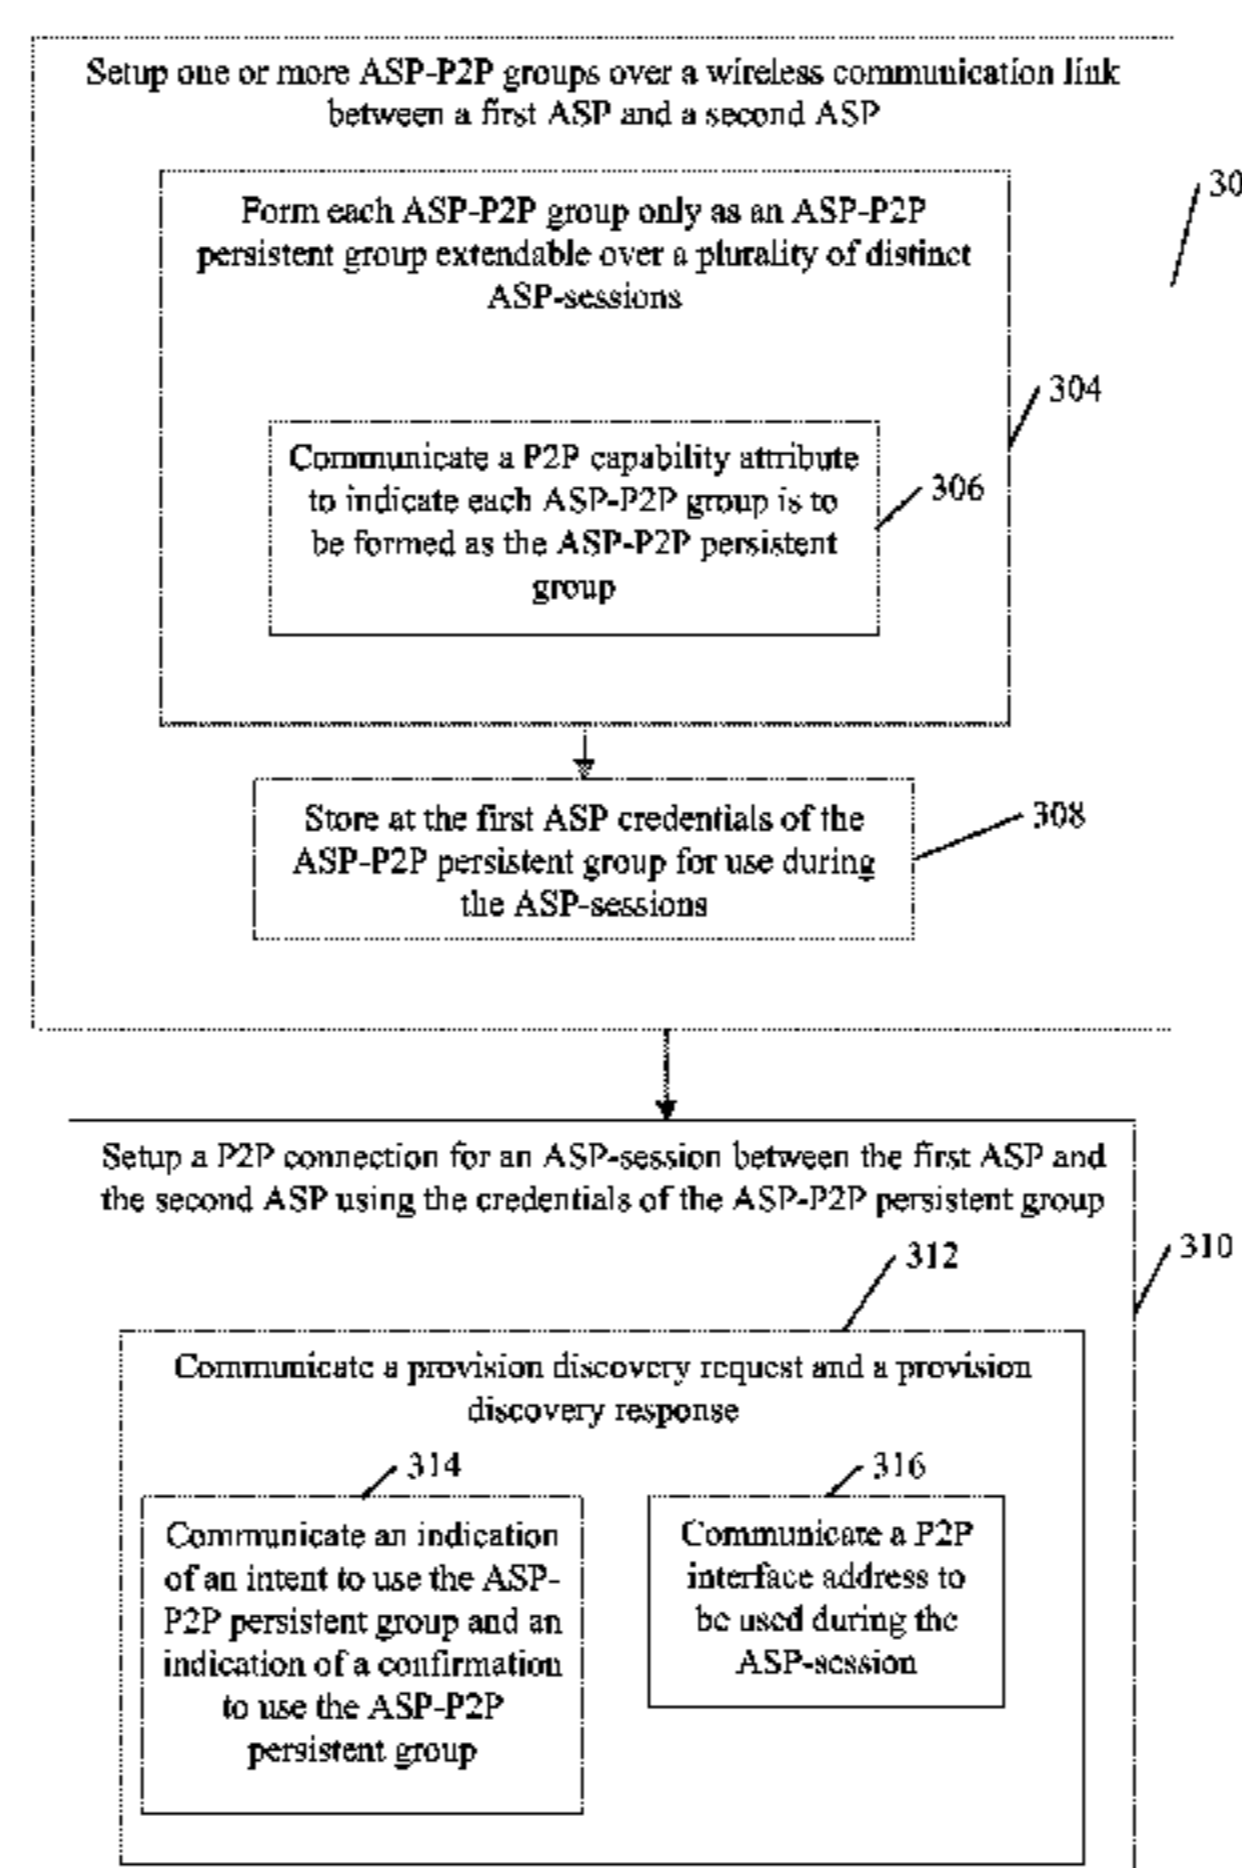 Setup one or more ASP-P2P groups over a wireless communication link
between a first ASP and a second ASP
30
Form each ASP-P2P group only as an ASP-P2P
persistent group extendable over a plurality of distinct
ASP-sessions
304
Communicate a P2P capability attribute
to indicate each ASP-P2P group is to
be formed as the ASP-P2P persistent
group
306
Store at the first ASP credentials of the
ASP-P2P persistent group for use during
the ASP-sessions
308
Setup a P2P connection for an ASP-session between the first ASP and
the second ASP using the credentials of the ASP-P2P persistent group
310
312
Communicate a provision discovery request and a provision
discovery response
314
Communicate an indication
of an intent to use the ASP-
P2P persistent group and an
indication of a confirmation
to use the ASP-P2P
persistent group
316
Communicate a P2P
interface address to
be used during the
ASP-session